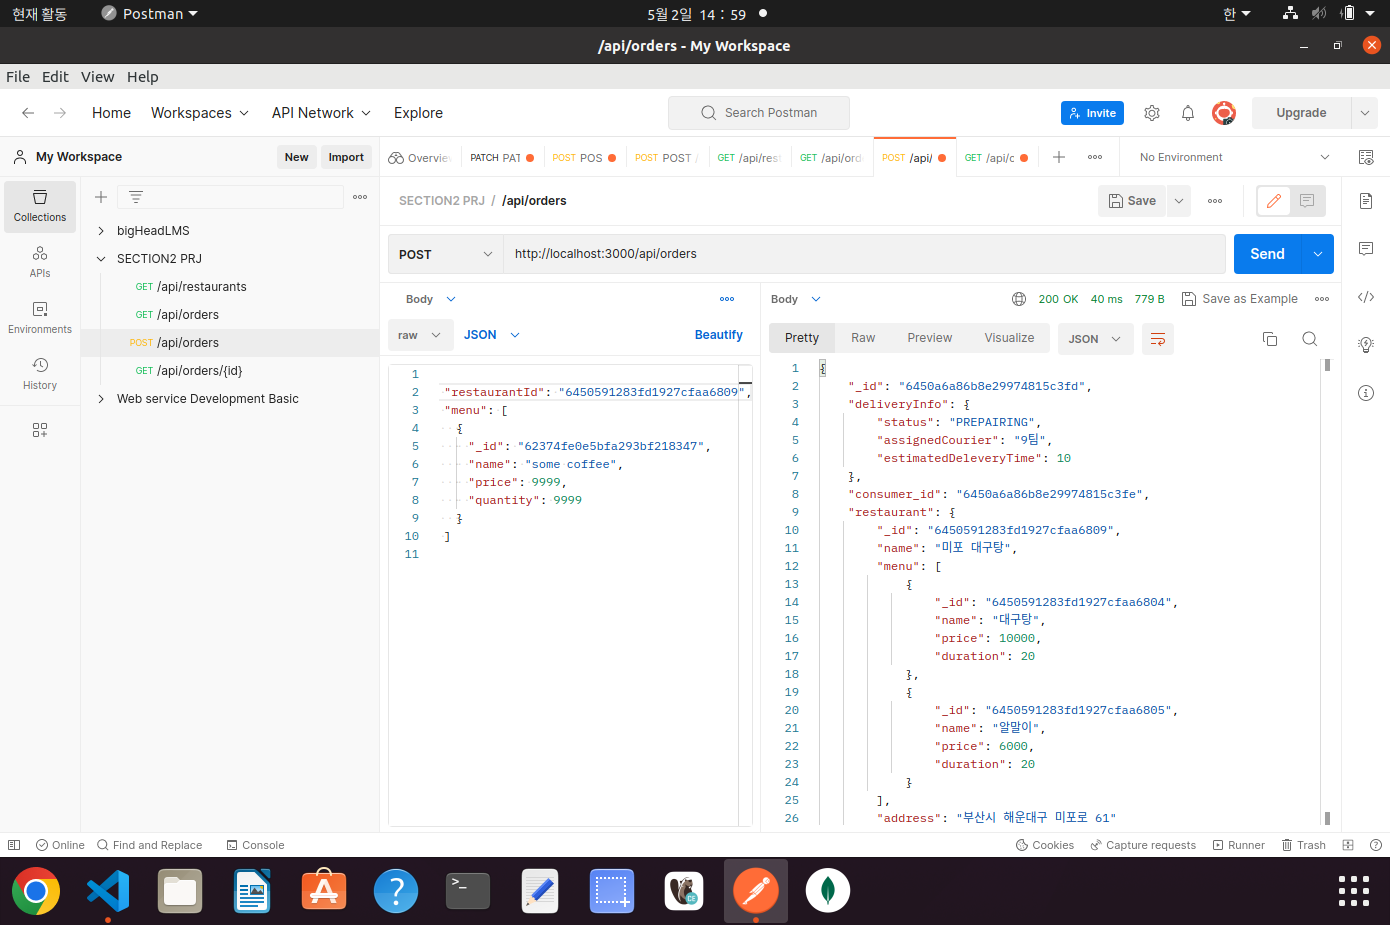 현재 활동
Postman
5월 2일 14 : 59
한
/api/orders - My Workspace
File Edit View Help
Home Workspaces API Network Explore
Search Postman
Invite
Upgrade
My Workspace
New Import
Overview
PATCH PAT
POST POS
POST POST /
GET /api/rest
GET /api/ord
POST /api/
GET /api/c
No Environment
Collections
APIs
Environments
History
bigHeadLMS
SECTION2 PRJ
GET /api/restaurants
GET /api/orders
POST /api/orders
GET /api/orders/{id}
Web service Development Basic
SECTION2 PRJ / /api/orders
Save
POST http://localhost:3000/api/orders
Send
Body
raw JSON Beautify
1
2 "restaurantId": "6450591283fd1927cfaa6809",
3 "menu": [
4 {
5 "_id": "62374fe0e5bfa293bf218347",
6 "name": "some coffee",
7 "price": 9999,
8 "quantity": 9999
9 }
10 ]
11
Body
200 OK 40 ms 779 B Save as Example
Pretty Raw Preview Visualize JSON
1 {
2 "_id": "6450a6a86b8e29974815c3fd",
3 "deliveryInfo": {
4 "status": "PREPAIRING",
5 "assignedCourier": "9팀",
6 "estimatedDeleveryTime": 10
7 },
8 "consumer_id": "6450a6a86b8e29974815c3fe",
9 "restaurant": {
10 "_id": "6450591283fd1927cfaa6809",
11 "name": "미포 대구탕",
12 "menu": [
13 {
14 "_id": "6450591283fd1927cfaa6804",
15 "name": "대구탕",
16 "price": 10000,
17 "duration": 20
18 },
19 {
20 "_id": "6450591283fd1927cfaa6805",
21 "name": "알말이",
22 "price": 6000,
23 "duration": 20
24 }
25 ],
26 "address": "부산시 해운대구 미포로 61"
Online Find and Replace Console
Cookies Capture requests Runner Trash